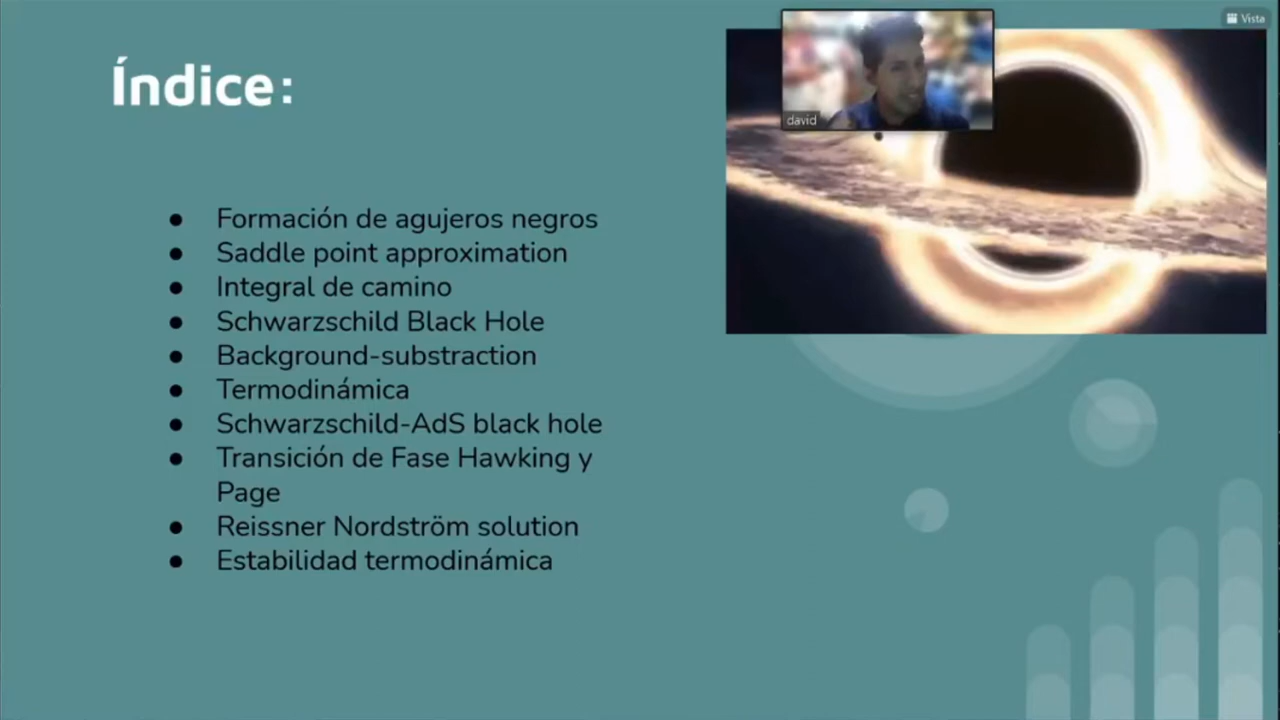 Índice:
Vista
david
● Formación de agujeros negros
● Saddle point approximation
● Integral de camino
● Schwarzschild Black Hole
● Background-substraction
● Termodinámica
● Schwarzschild-AdS black hole
● Transición de Fase Hawking y
Page
● Reissner Nordström solution
● Estabilidad termodinámica